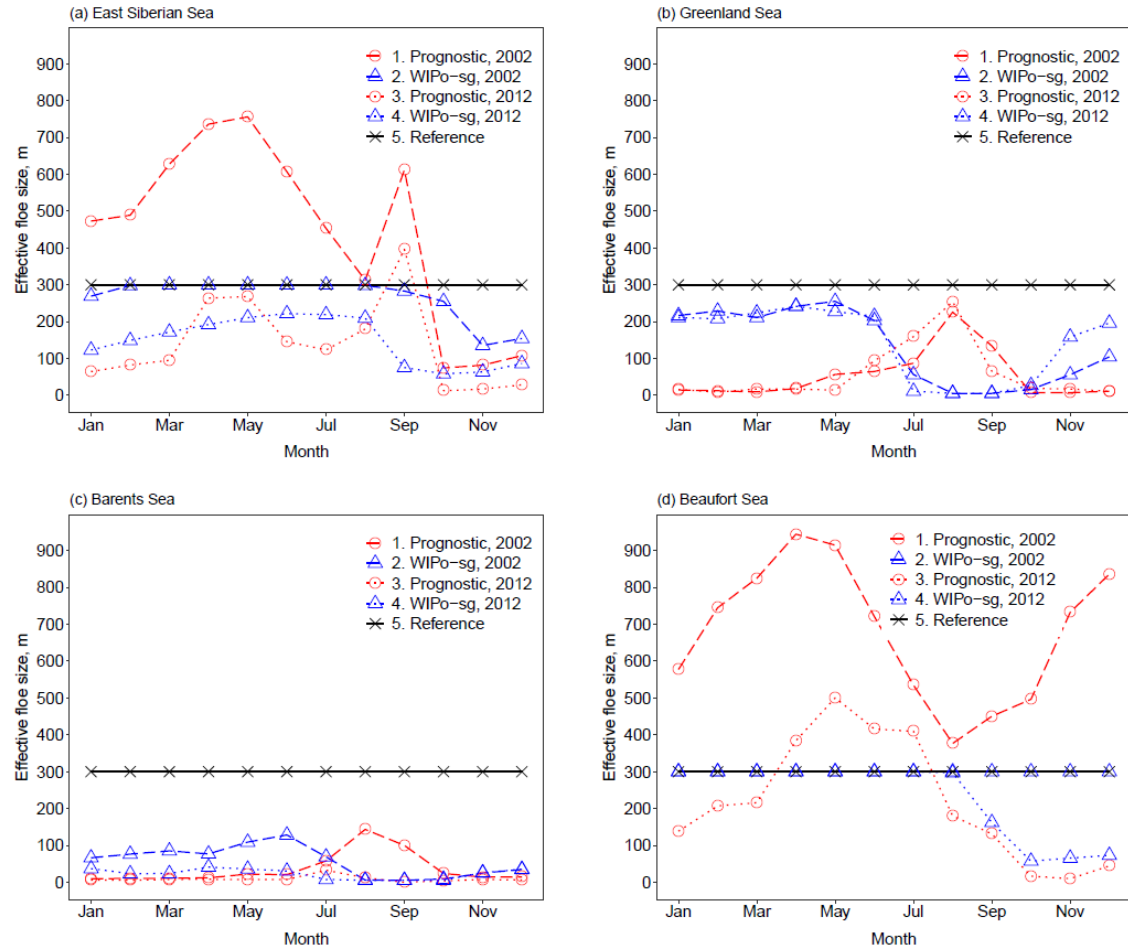 (a) East Siberian Sea
Effective floe size, m
900
800
700
600
500
400
300
200
100
0
1. Prognostic, 2002
2. WIPo−sg, 2002
3. Prognostic, 2012
4. WIPo−sg, 2012
5. Reference
Jan Mar May Jul Sep Nov
Month
(b) Greenland Sea
Effective floe size, m
900
800
700
600
500
400
300
200
100
0
1. Prognostic, 2002
2. WIPo−sg, 2002
3. Prognostic, 2012
4. WIPo−sg, 2012
5. Reference
Jan Mar May Jul Sep Nov
Month
(c) Barents Sea
Effective floe size, m
900
800
700
600
500
400
300
200
100
0
1. Prognostic, 2002
2. WIPo−sg, 2002
3. Prognostic, 2012
4. WIPo−sg, 2012
5. Reference
Jan Mar May Jul Sep Nov
Month
(d) Beaufort Sea
Effective floe size, m
900
800
700
600
500
400
300
200
100
0
1. Prognostic, 2002
2. WIPo−sg, 2002
3. Prognostic, 2012
4. WIPo−sg, 2012
5. Reference
Jan Mar May Jul Sep Nov
Month